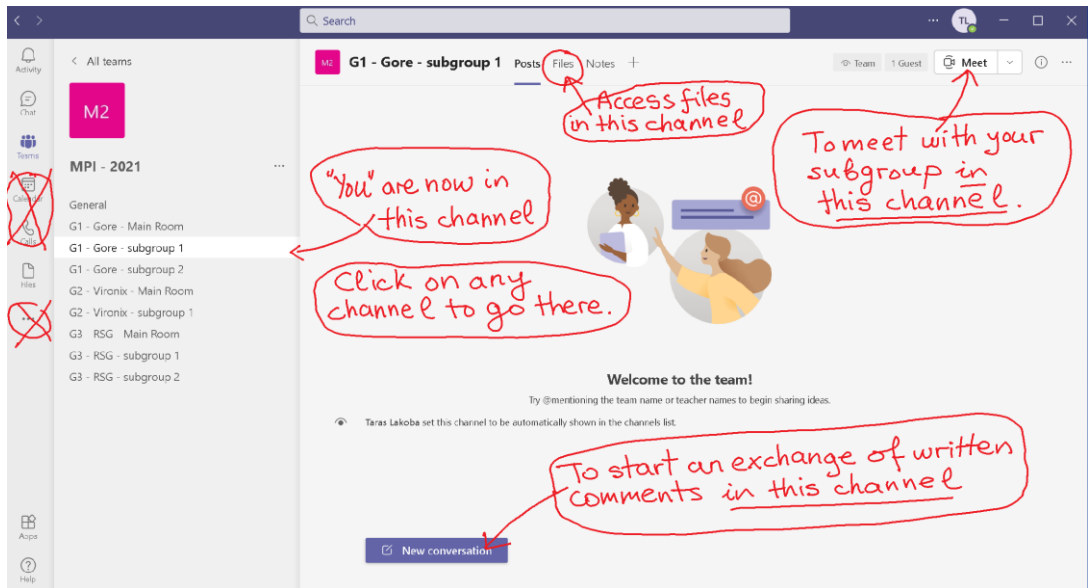 Search
TL
Activity
Chat
Teams
Calendar
Calls
Files
Apps
Help
All teams
M2
MPI - 2021
General
G1 - Gore - Main Room
G1 - Gore - subgroup 1
G1 - Gore - subgroup 2
G2 - Vironix - Main Room
G2 - Vironix - subgroup 1
G3 RSG Main Room
G3 - RSG - subgroup 1
G3 - RSG - subgroup 2
M2 G1 - Gore - subgroup 1 Posts Files Notes
Team 1 Guest Meet
Access files
in this channel
To meet with your
subgroup in
this channel.
"You" are now in
this channel
Click on any
channel to go there.
@
Welcome to the team!
Try @mentioning the team name or teacher names to begin sharing ideas.
Taras Lakoba set this channel to be automatically shown in the channels list.
To start an exchange of written
comments in this channel
New conversation